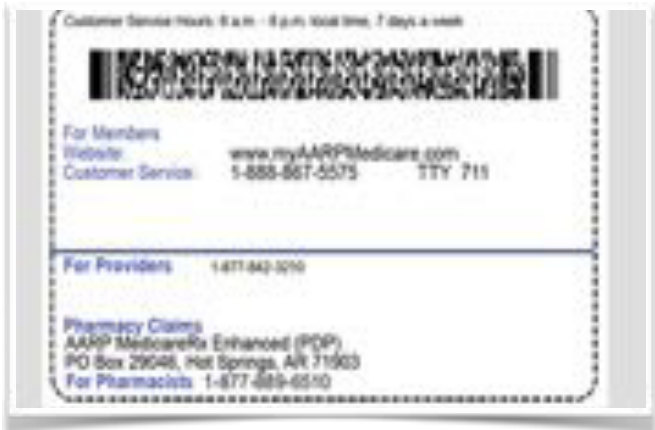 Customer Service Hours: 8 a.m. - 8 p.m. local time, 7 days a week
For Members
Website: www.myAARPMedicare.com
Customer Service: 1-888-867-5575 TTY 711
For Providers 1-877-842-3210
Pharmacy Claims
AARP MedicareRx Enhanced (PDP)
PO Box 29046, Hot Springs, AR 71903
For Pharmacists 1-877-889-6510